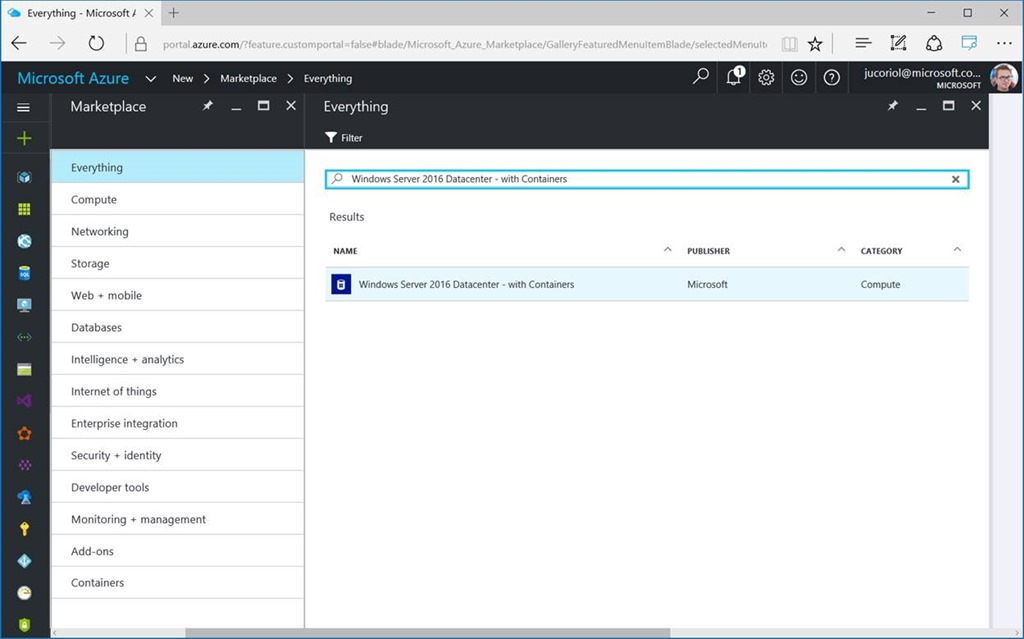 Everything - Microsoft A
portal.azure.com/?feature.customportal=false#blade/Microsoft_Azure_Marketplace/GalleryFeaturedMenuItemBlade/selectedMenuIt
Microsoft Azure New Marketplace Everything
1
jucoriol@microsoft.co...
MICROSOFT
Marketplace
Everything
Compute
Networking
Storage
Web + mobile
Databases
Intelligence + analytics
Internet of things
Enterprise integration
Security + identity
Developer tools
Monitoring + management
Add-ons
Containers
Everything
Filter
Windows Server 2016 Datacenter - with Containers
Results
NAME PUBLISHER CATEGORY
Windows Server 2016 Datacenter - with Containers Microsoft Compute
SQL